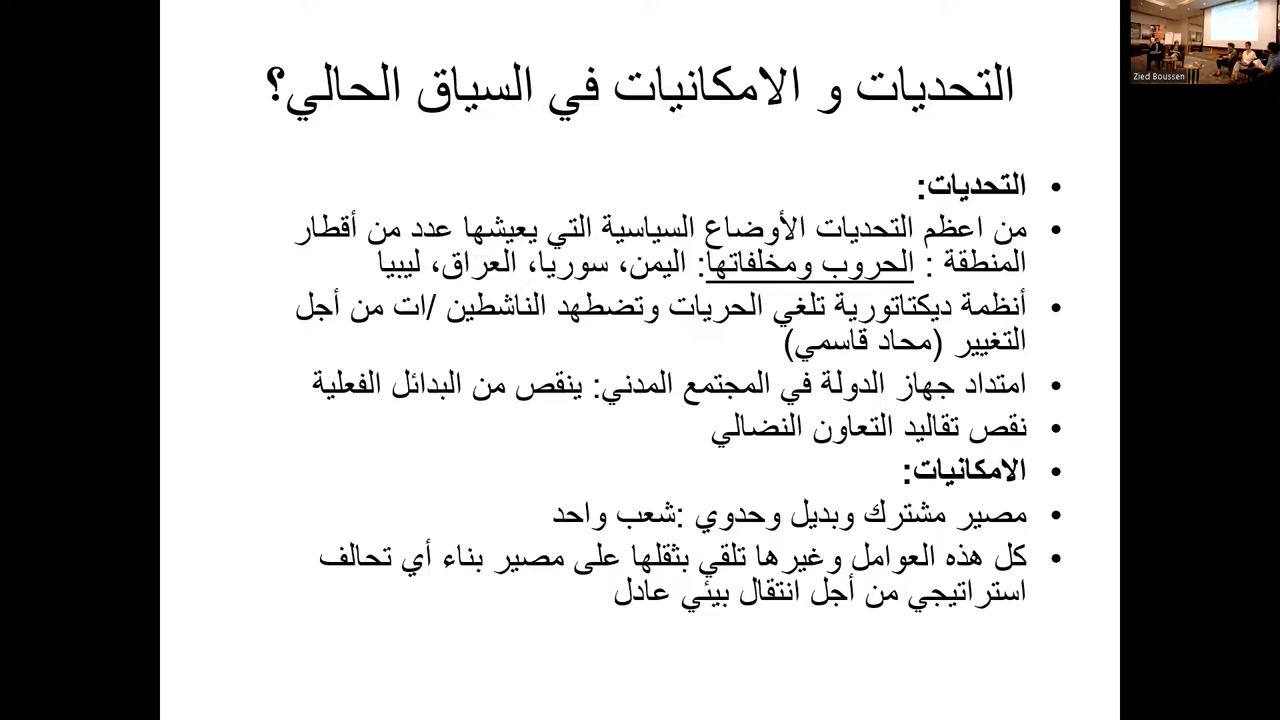 التحديات و الامكانيات في السياق الحالي؟
• التحديات:
• من اعظم التحديات الأوضاع السياسية التي يعيشها عدد من أقطار
المنطقة : الحروب ومخلفاتها: اليمن، سوريا، العراق، ليبيا
• أنظمة ديكتاتورية تلغي الحريات وتضطهد الناشطين /ات من أجل
التغيير (محاد قاسمي)
• امتداد جهاز الدولة في المجتمع المدني: ينقص من البدائل الفعلية
• نقص تقاليد التعاون النضالي
• الامكانيات:
• مصير مشترك وبديل وحدوي :شعب واحد
• كل هذه العوامل وغيرها تلقي بثقلها على مصير بناء أي تحالف
استراتيجي من أجل انتقال بيئي عادل
Zied Boussen